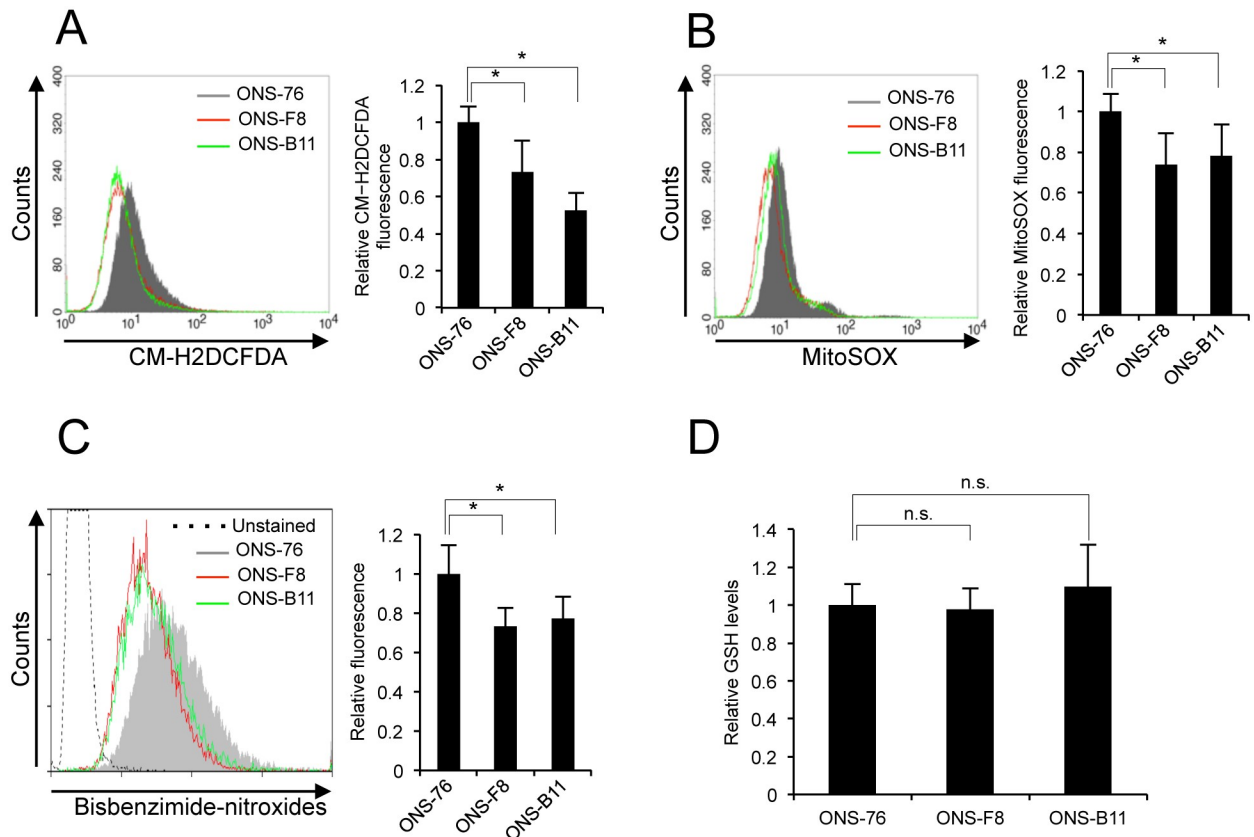 A
Counts
400
320
240
160
80
0
10^0
10^1
10^2
10^3
10^4
CM-H2DCFDA
ONS-76
ONS-F8
ONS-B11
Relative CM-H2DCFDA
fluorescence
1.2
1
0.8
0.6
0.4
0.2
0
*
*
ONS-76
ONS-F8
ONS-B11
B
Counts
400
320
240
160
80
0
10^0
10^1
10^2
10^3
10^4
MitoSOX
ONS-76
ONS-F8
ONS-B11
Relative MitoSOX fluorescence
1.2
1
0.8
0.6
0.4
0.2
0
*
*
ONS-76
ONS-F8
ONS-B11
C
Counts
Unstained
ONS-76
ONS-F8
ONS-B11
Bisbenzimide-nitroxides
Relative fluorescence
1.2
1
0.8
0.6
0.4
0.2
0
*
*
ONS-76
ONS-F8
ONS-B11
D
Relative GSH levels
1.4
1.2
1
0.8
0.6
0.4
0.2
0
n.s.
n.s.
ONS-76
ONS-F8
ONS-B11